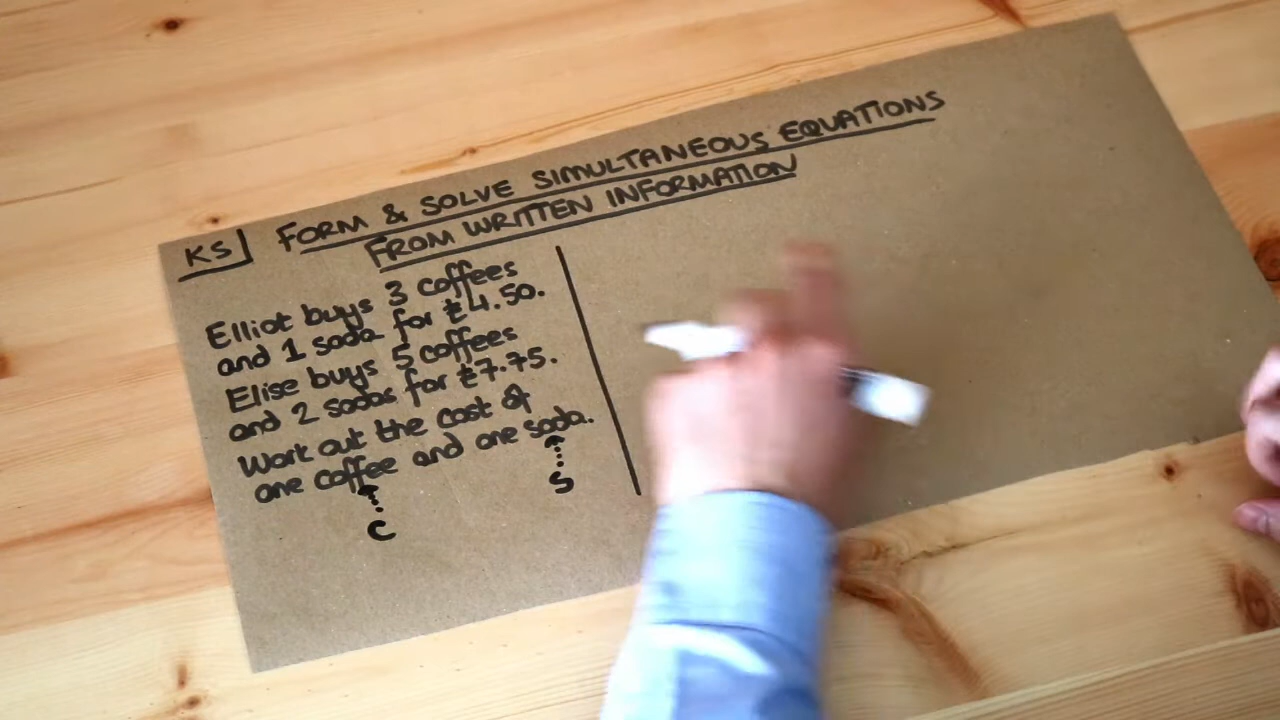 KS
FORM & SOLVE SIMULTANEOUS EQUATIONS
FROM WRITTEN INFORMATION
Elliot buys 3 coffees
and 1 soda for £4.50.
Elise buys 5 coffees
and 2 sodas for £7.75.
Work out the cost of
one coffee and one soda.
C
S